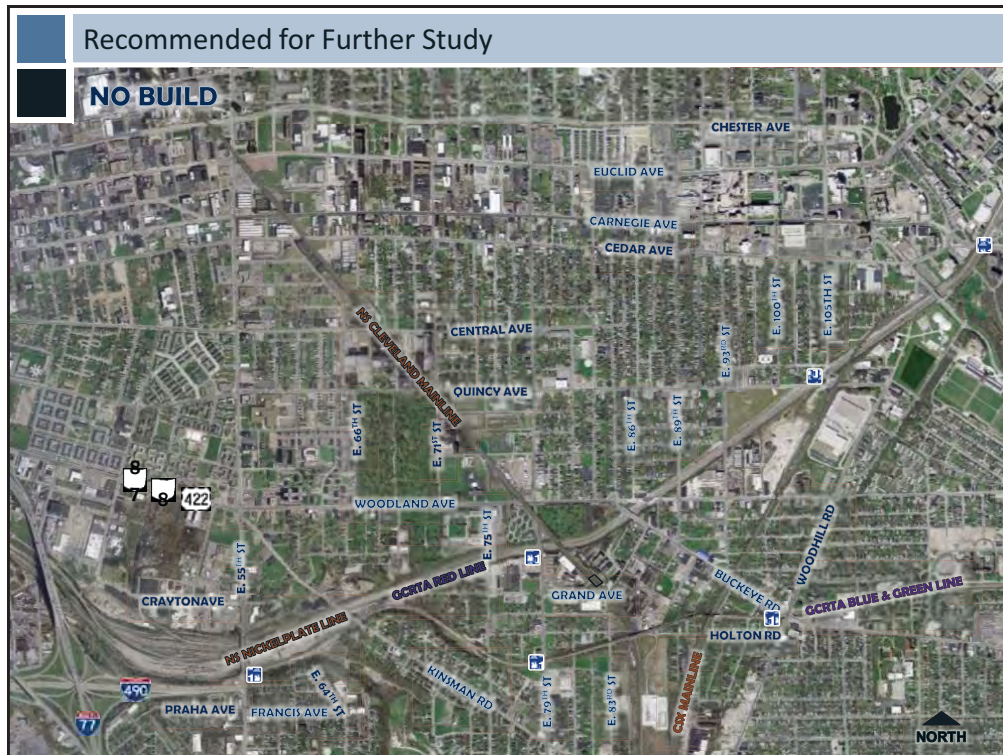 Recommended for Further Study
NO BUILD
CHESTER AVE
EUCLID AVE
CARNEGIE AVE
CEDAR AVE
NS CLEVELAND MAINLINE
CENTRAL AVE
E. 93RD ST
E. 100TH ST
E. 105TH ST
QUINCY AVE
E. 66TH ST
E. 71ST ST
E. 86TH ST
E. 89TH ST
8
7
8
422
WOODLAND AVE
E. 75TH ST
WOODHILL RD
E. 55TH ST
CRAYTONAVE
GCRTA RED LINE
GRAND AVE
BUCKEYE RD
GCRTA BLUE & GREEN LINE
NS NICKELPLATE LINE
HOLTON RD
E. 64TH ST
KINSMAN RD
E. 79TH ST
E. 83RD ST
CSX MAINLINE
490
77
PRAHA AVE
FRANCIS AVE
NORTH